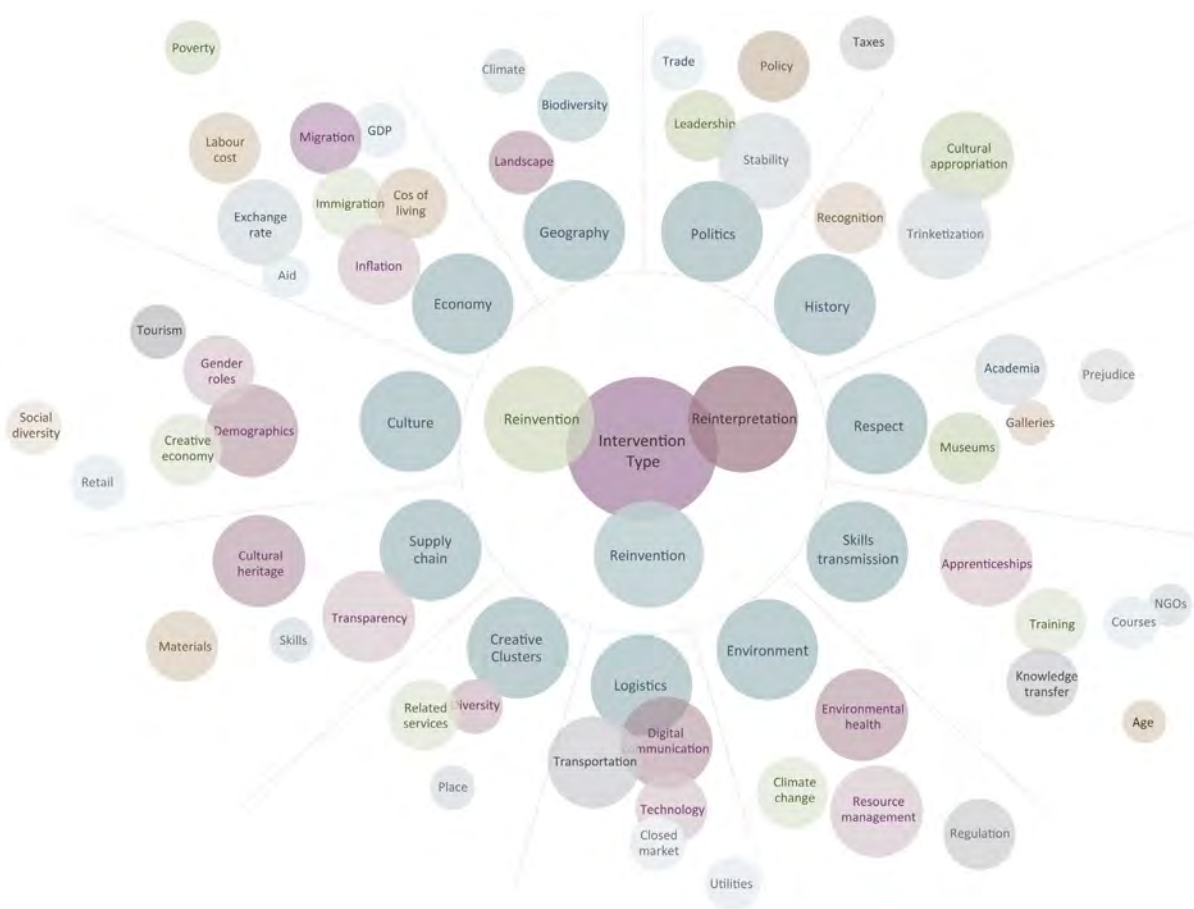 Poverty
Labour
cost
Migration
GDP
Immigration
Cos of
living
Exchange
rate
Aid
Inflation
Economy
Climate
Biodiversity
Landscape
Geography
Trade
Policy
Taxes
Leadership
Stability
Politics
Cultural
appropriation
Recognition
Trinketization
History
Tourism
Gender
roles
Social
diversity
Creative
economy
Demographics
Retail
Culture
Reinvention
Intervention
Type
Reinterpretation
Reinvention
Respect
Academia
Prejudice
Galleries
Museums
Cultural
heritage
Supply
chain
Transparency
Skills
Materials
Skills
transmission
Apprenticeships
Training
Courses
NGOs
Knowledge
transfer
Age
Creative
Clusters
Related
services
Diversity
Place
Logistics
Digital
mmunication
Transportation
Technology
Closed
market
Utilities
Environment
Environmental
health
Climate
change
Resource
management
Regulation